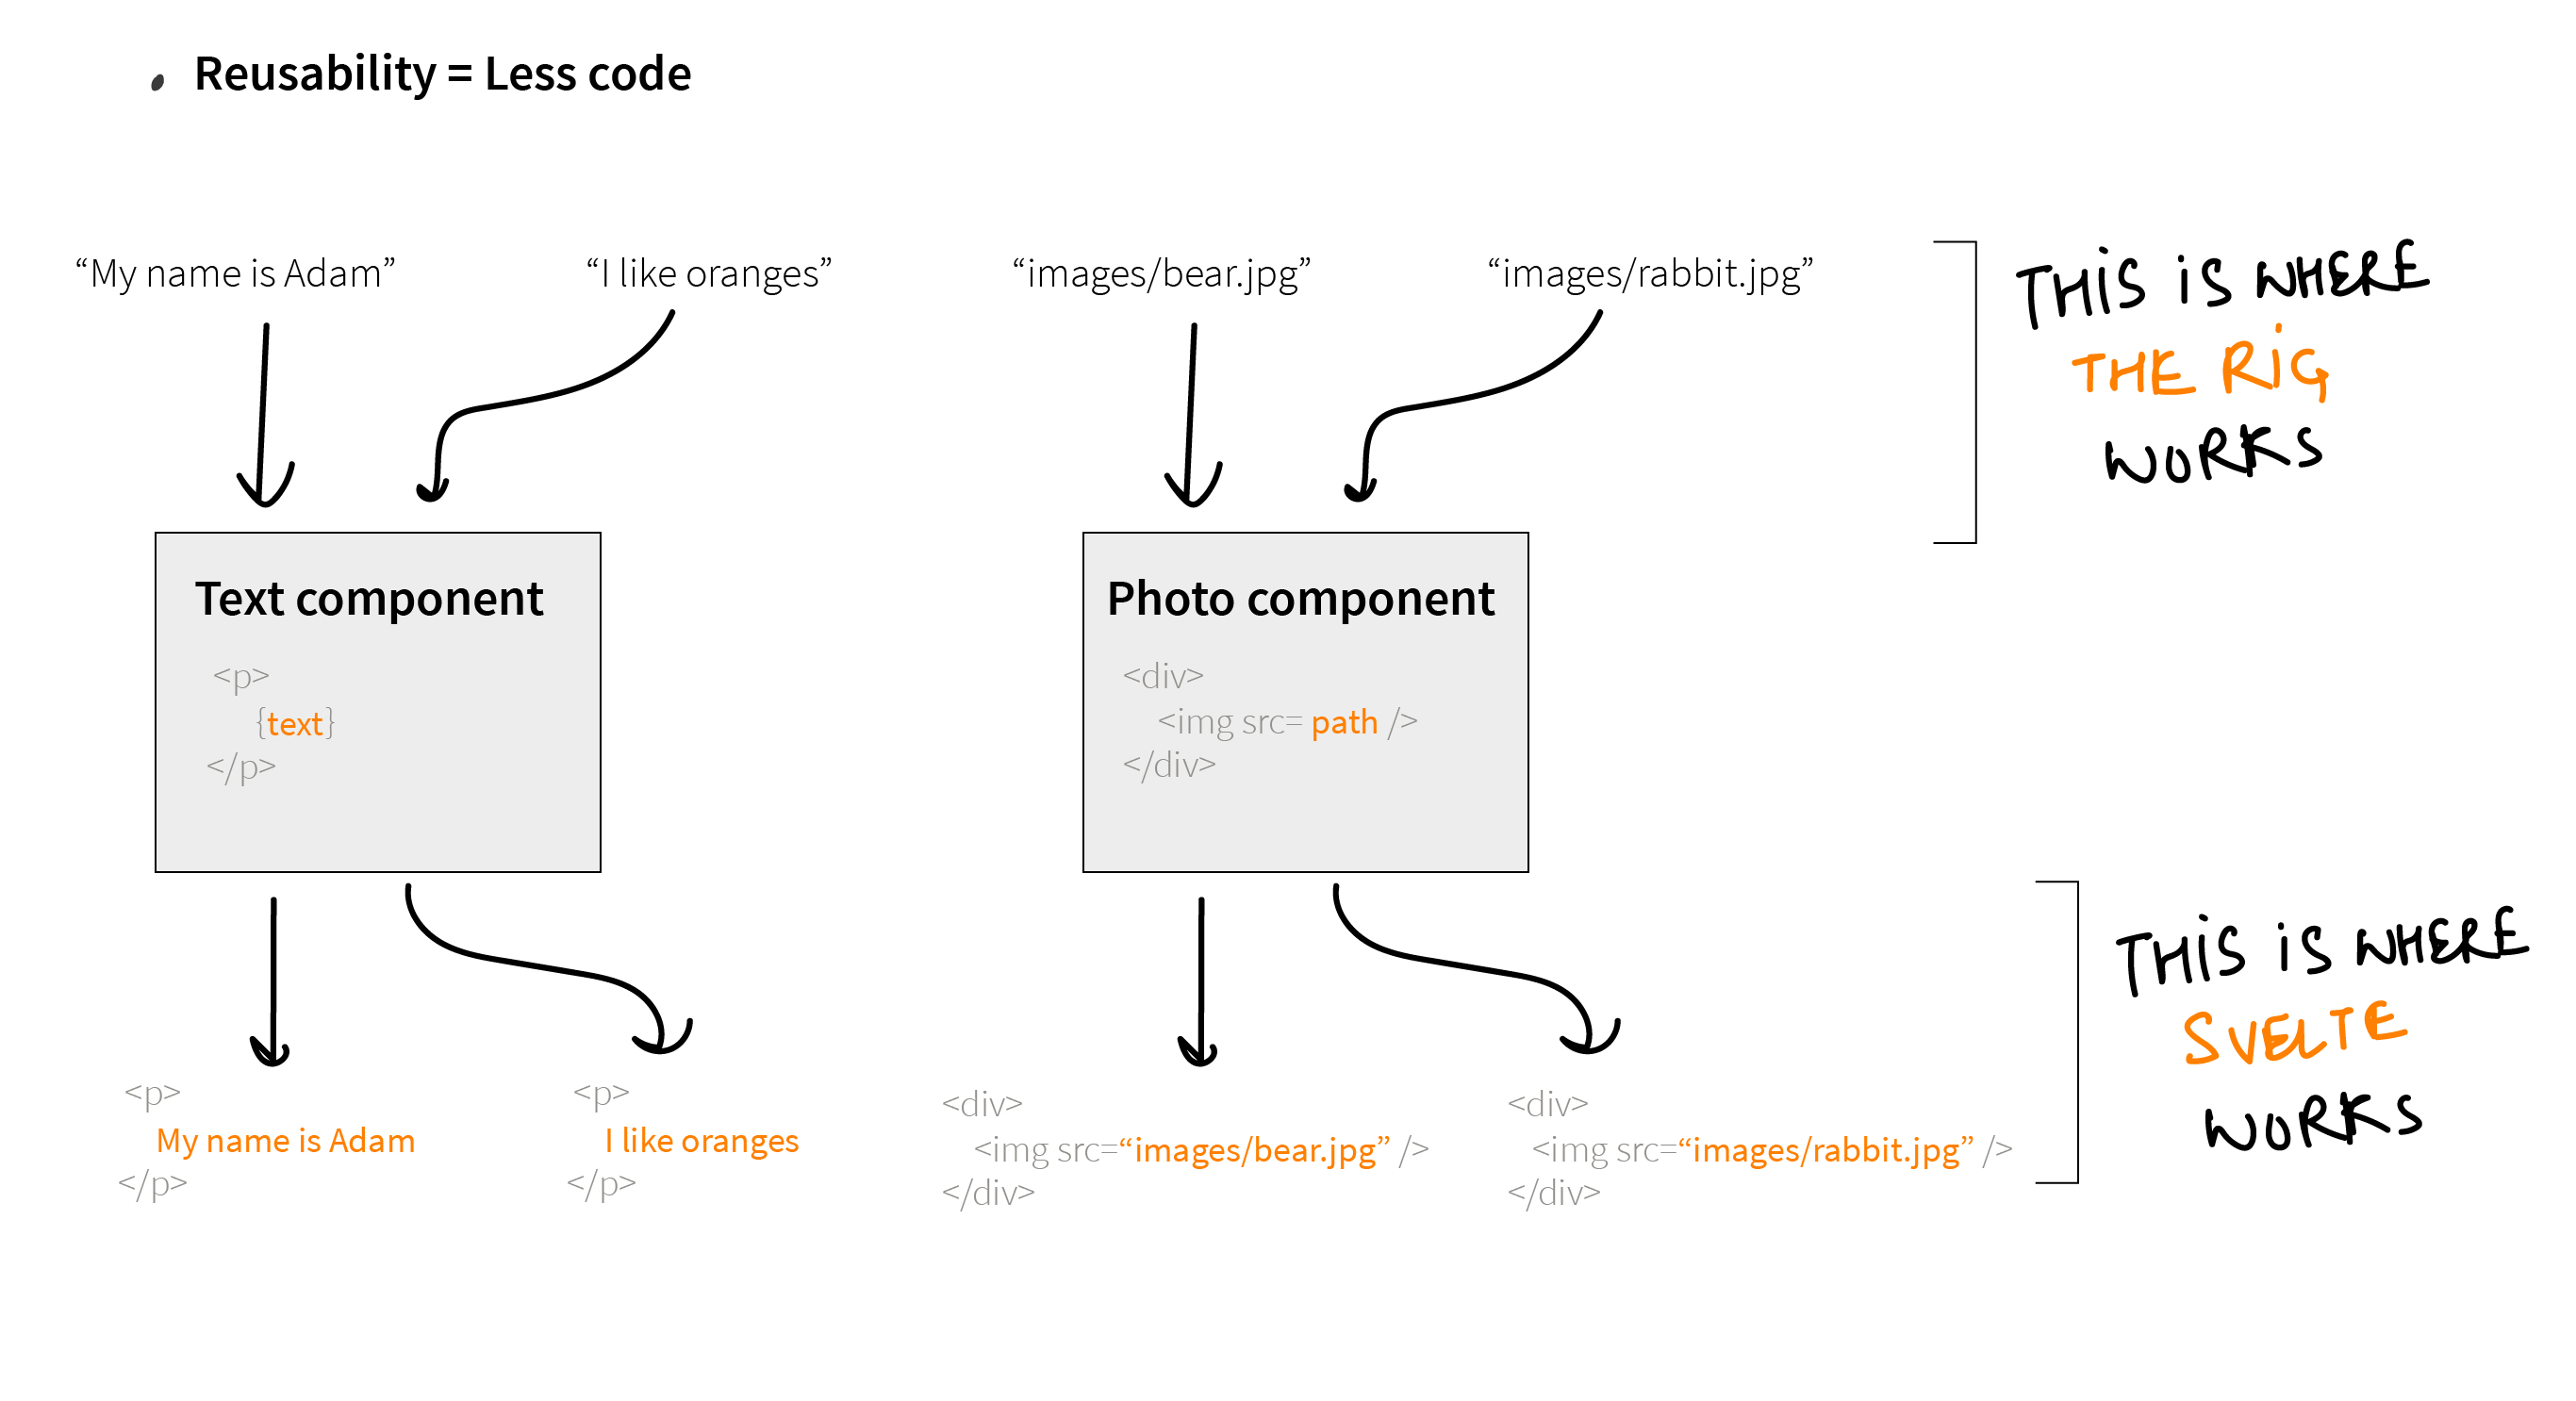 • Reusability = Less code
“My name is Adam”
“I like oranges”
“images/bear.jpg”
“images/rabbit.jpg”
THIS IS WHERE
THE RIG
WORKS
Text component
<p>
{text}
</p>
Photo component
<div>
<img src= path />
</div>
<p>
My name is Adam
</p>
<p>
I like oranges
</p>
<div>
<img src=“images/bear.jpg” />
</div>
<div>
<img src=“images/rabbit.jpg” />
</div>
THIS IS WHERE
SVELTE
WORKS